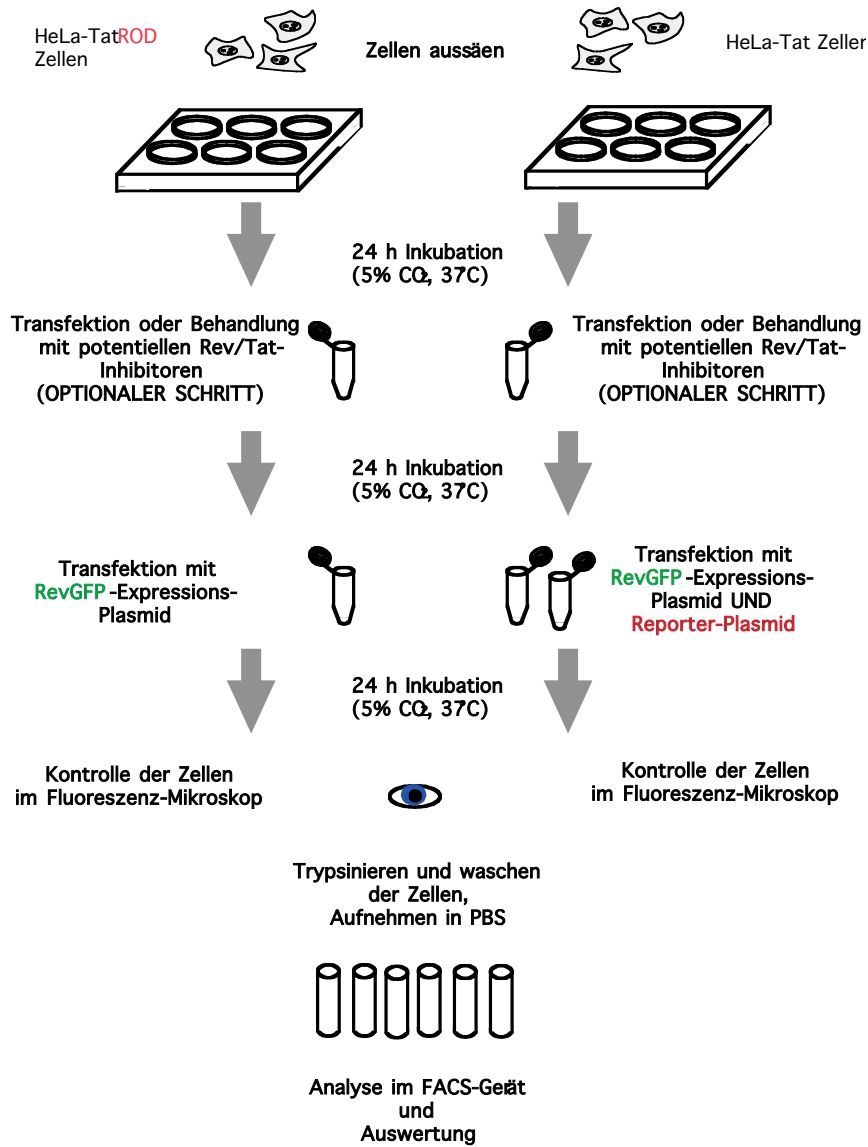 HeLa-TatROD
Zellen
Zellen aussäen
HeLa-Tat Zellen
24 h Inkubation
(5% CO2, 37°C)
Transfektion oder Behandlung
mit potentiellen Rev/Tat-
Inhibitoren
(OPTIONALER SCHRITT)
Transfektion oder Behandlung
mit potentiellen Rev/Tat-
Inhibitoren
(OPTIONALER SCHRITT)
24 h Inkubation
(5% CO2, 37°C)
Transfektion mit
RevGFP-Expressions-
Plasmid
Transfektion mit
RevGFP-Expressions-
Plasmid UND
Reporter-Plasmid
24 h Inkubation
(5% CO2, 37°C)
Kontrolle der Zellen
im Fluoreszenz-Mikroskop
Kontrolle der Zellen
im Fluoreszenz-Mikroskop
Trypsinieren und waschen
der Zellen,
Aufnehmen in PBS
Analyse im FACS-Gerät
und
Auswertung